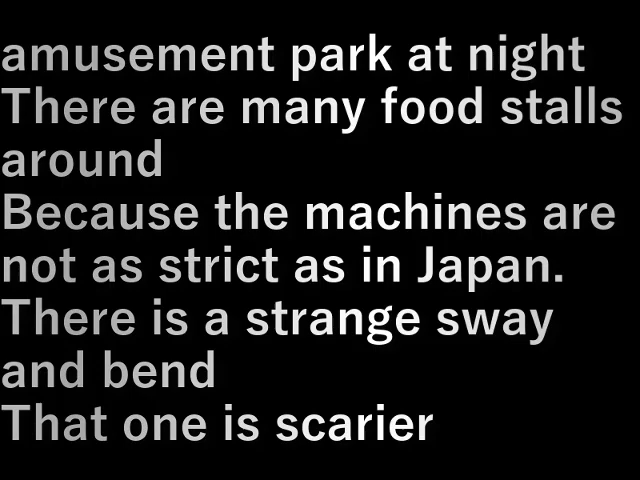 amusement park at night
There are many food stalls
around
Because the machines are
not as strict as in Japan.
There is a strange sway
and bend
That one is scarier